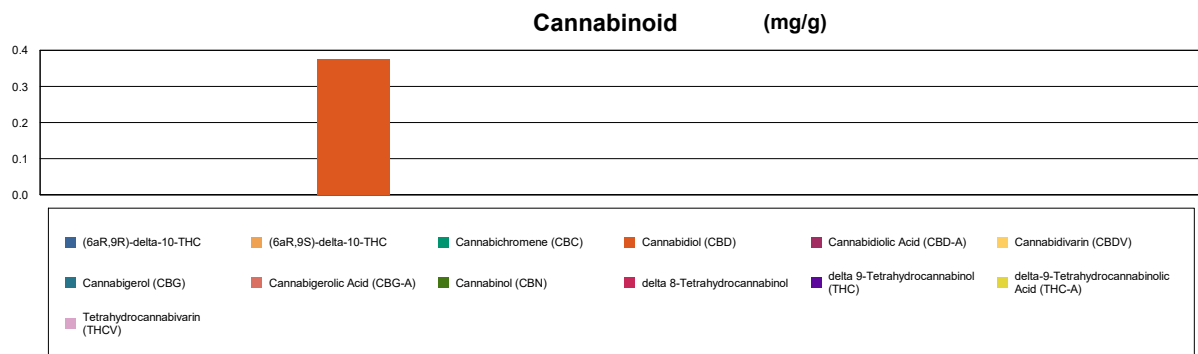 Cannabinoid (mg/g)
0.4
0.3
0.2
0.1
0.0
(6aR,9R)-delta-10-THC
(6aR,9S)-delta-10-THC
Cannabichromene (CBC)
Cannabidiol (CBD)
Cannabidiolic Acid (CBD-A)
Cannabidivarin (CBDV)
Cannabigerol (CBG)
Cannabigerolic Acid (CBG-A)
Cannabinol (CBN)
delta 8-Tetrahydrocannabinol
delta 9-Tetrahydrocannabinol
(THC)
delta-9-Tetrahydrocannabinolic
Acid (THC-A)
Tetrahydrocannabivarin
(THCV)